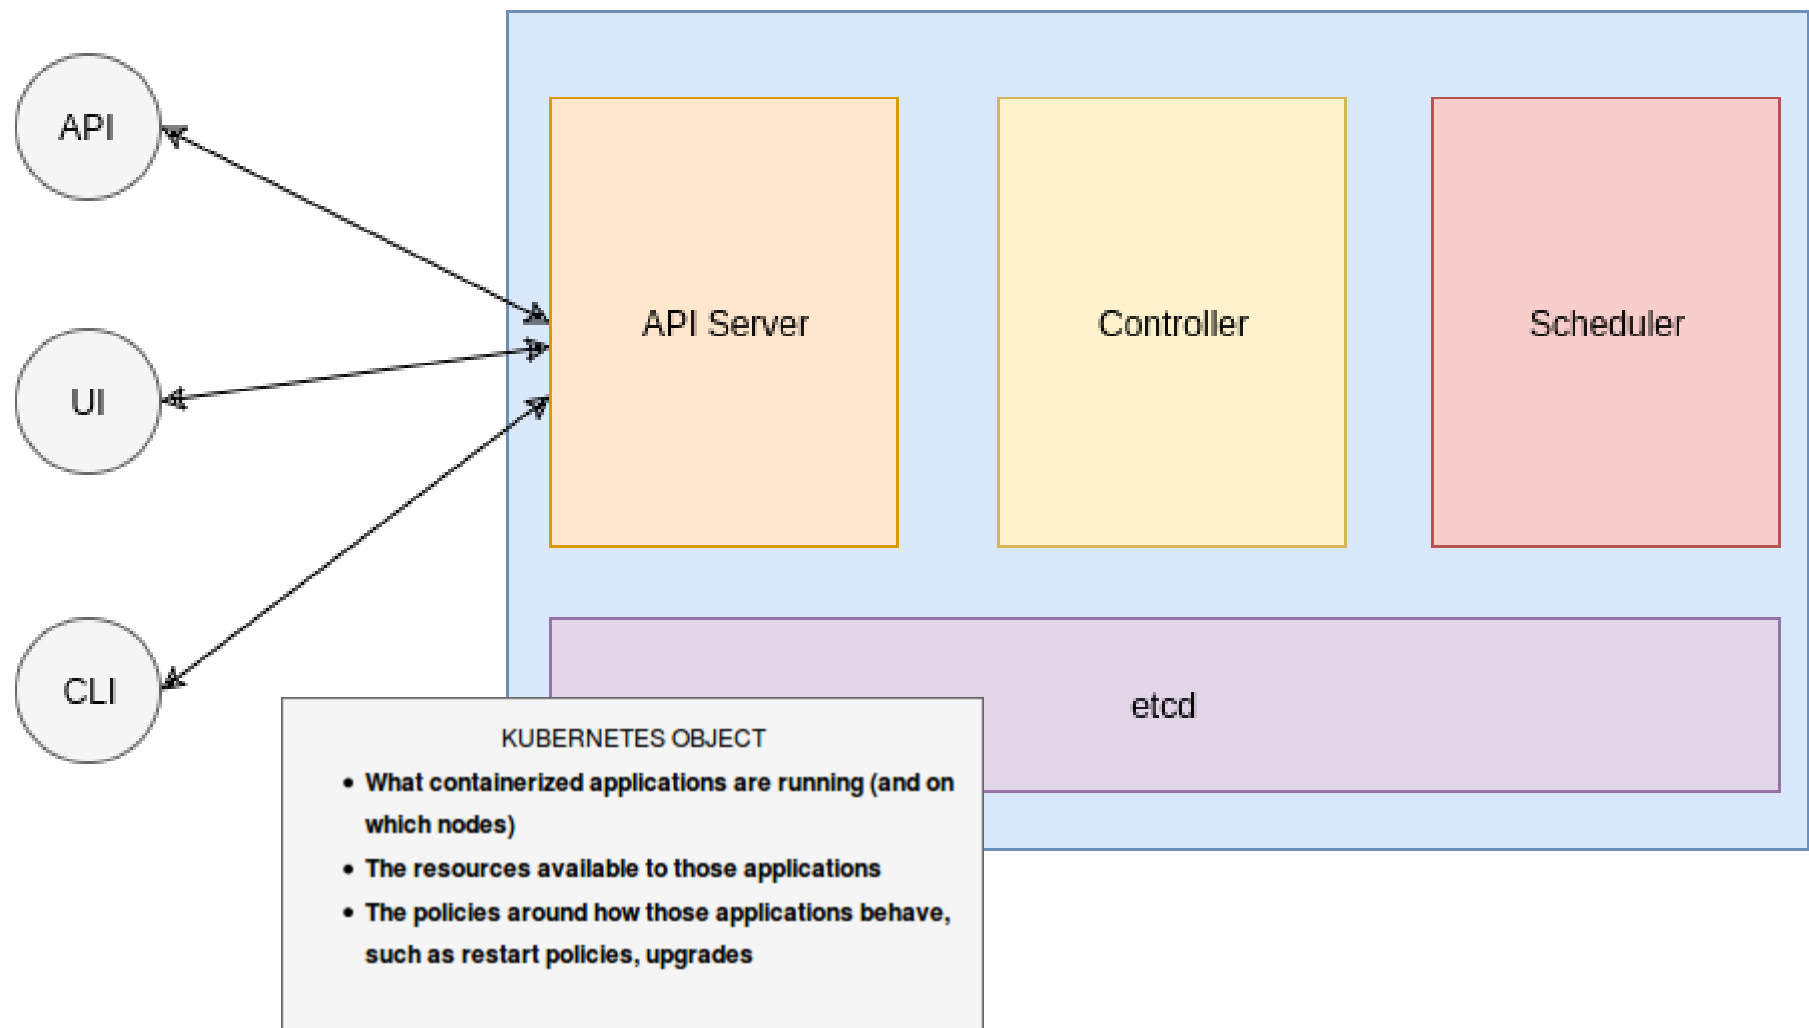 API
UI
CLI
API Server
Controller
Scheduler
etcd
KUBERNETES OBJECT
• What containerized applications are running (and on
which nodes)
• The resources available to those applications
• The policies around how those applications behave,
such as restart policies, upgrades